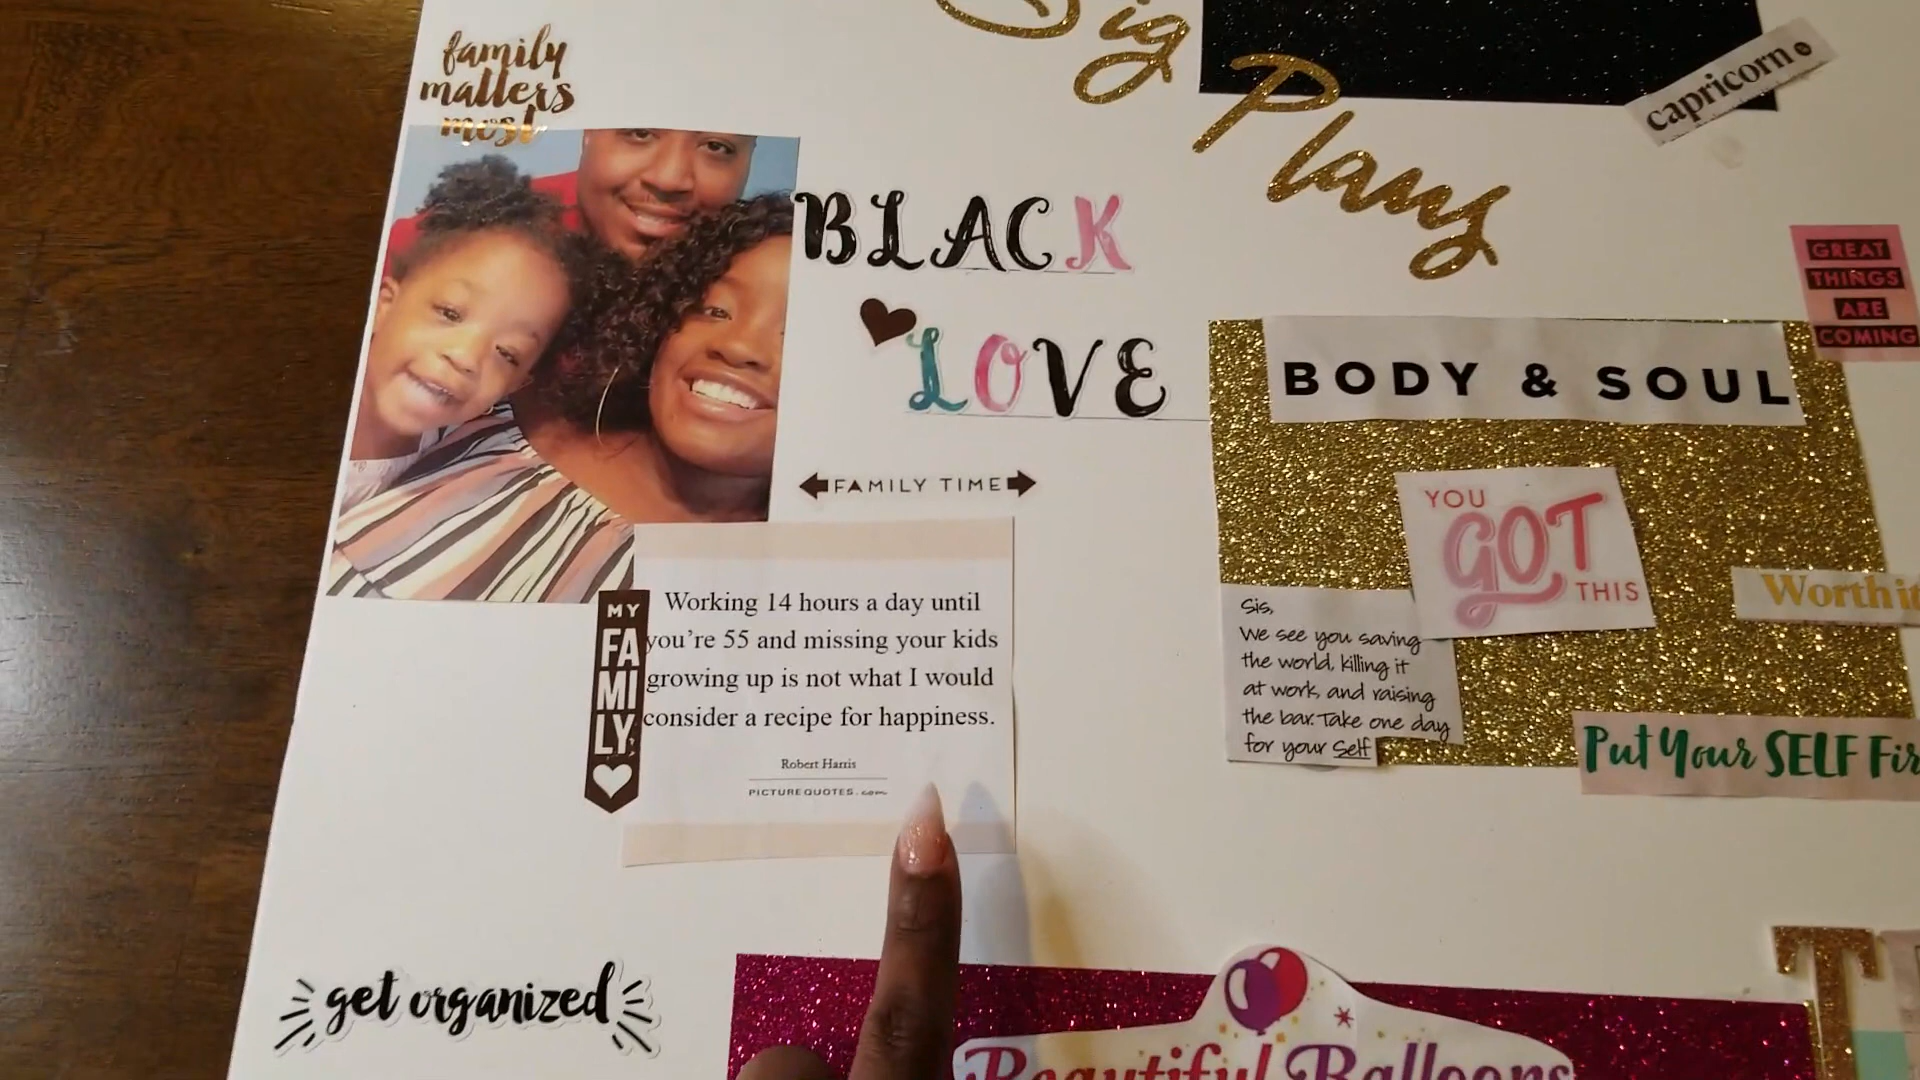 family
matters
most
Big
Plans
capricorn
BLACK
LOVE
FAMILY TIME
MY
FA
MI
LY
Working 14 hours a day until
you're 55 and missing your kids
growing up is not what I would
consider a recipe for happiness.
Robert Harris
PICTUREQUOTES.com
get organized
GREAT
THINGS
ARE
COMING
BODY & SOUL
YOU
GOT
THIS
Worth it
Sis,
We see you saving
the world, killing it
at work, and raising
the bar. Take one day
for your self
Put Your SELF Fir
Beautiful Balloons
T